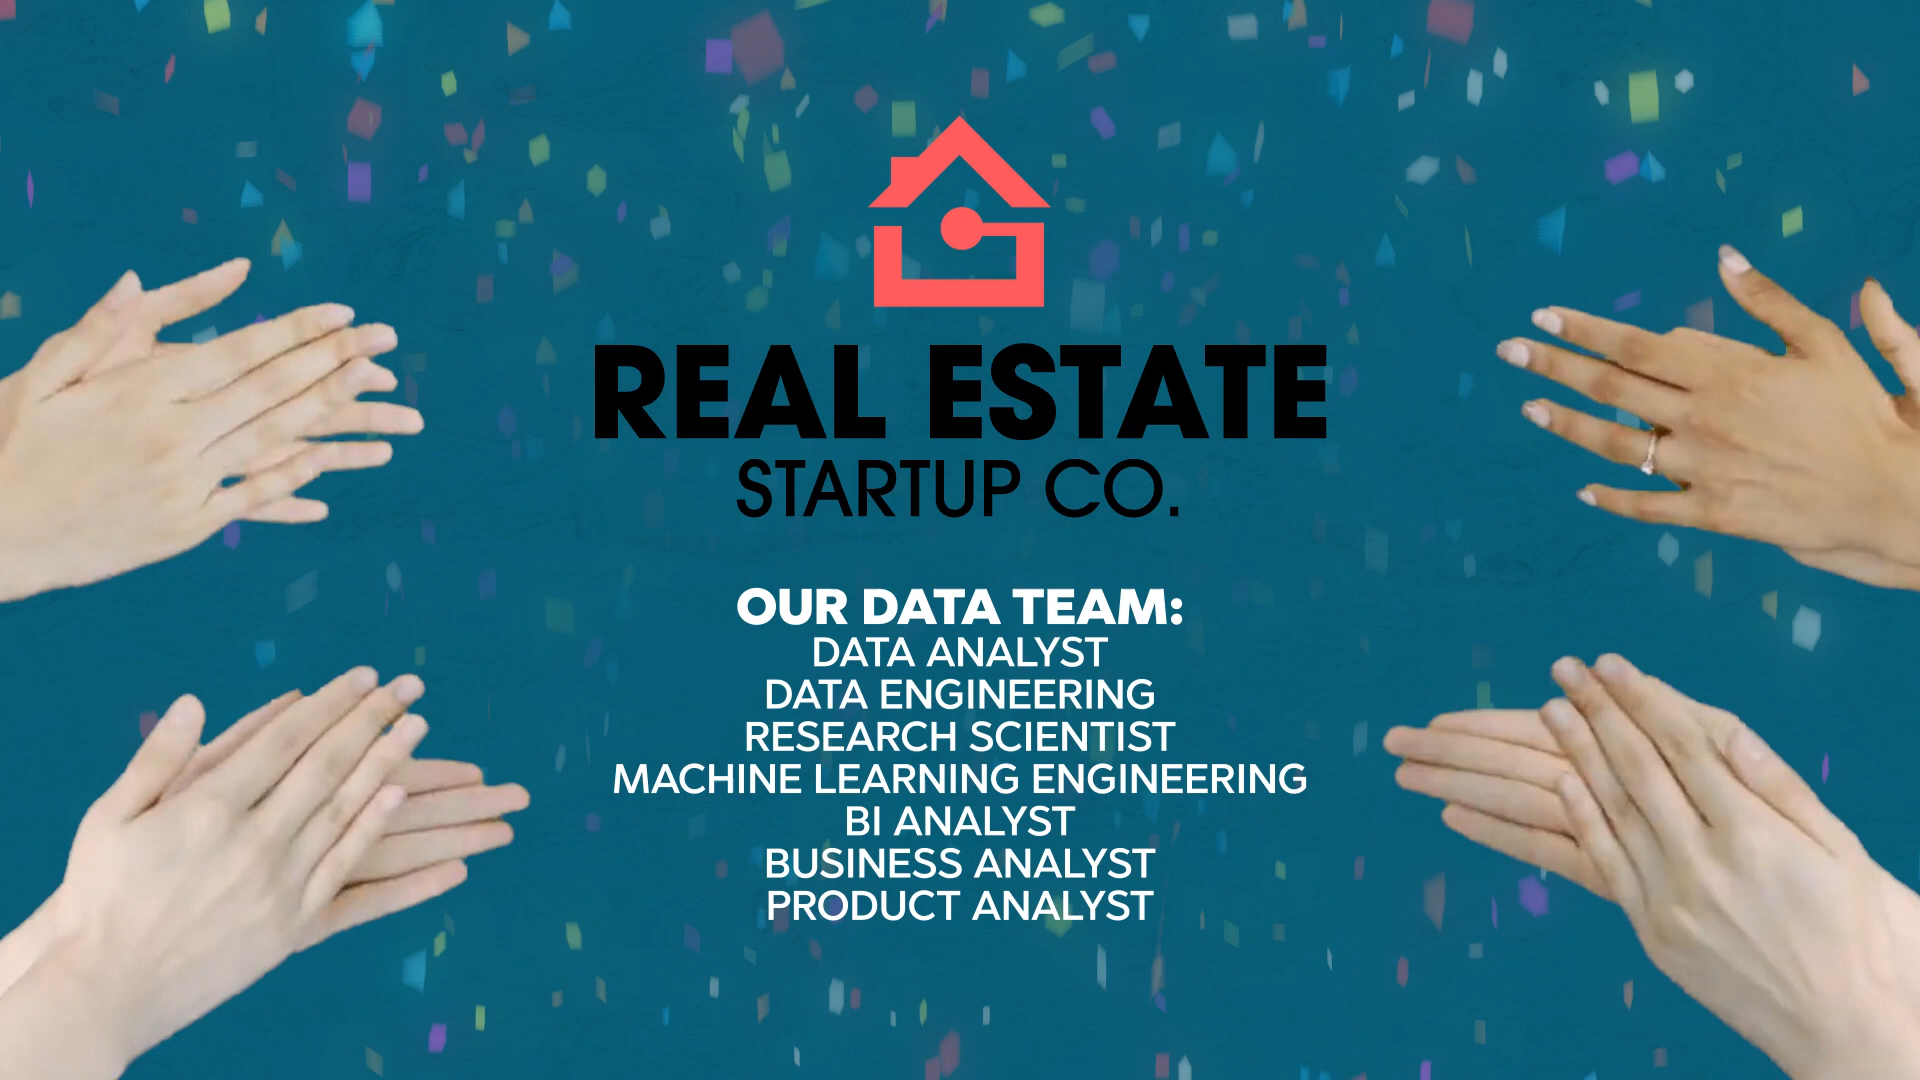 REAL ESTATE
STARTUP CO.
OUR DATA TEAM:
DATA ANALYST
DATA ENGINEERING
RESEARCH SCIENTIST
MACHINE LEARNING ENGINEERING
BI ANALYST
BUSINESS ANALYST
PRODUCT ANALYST